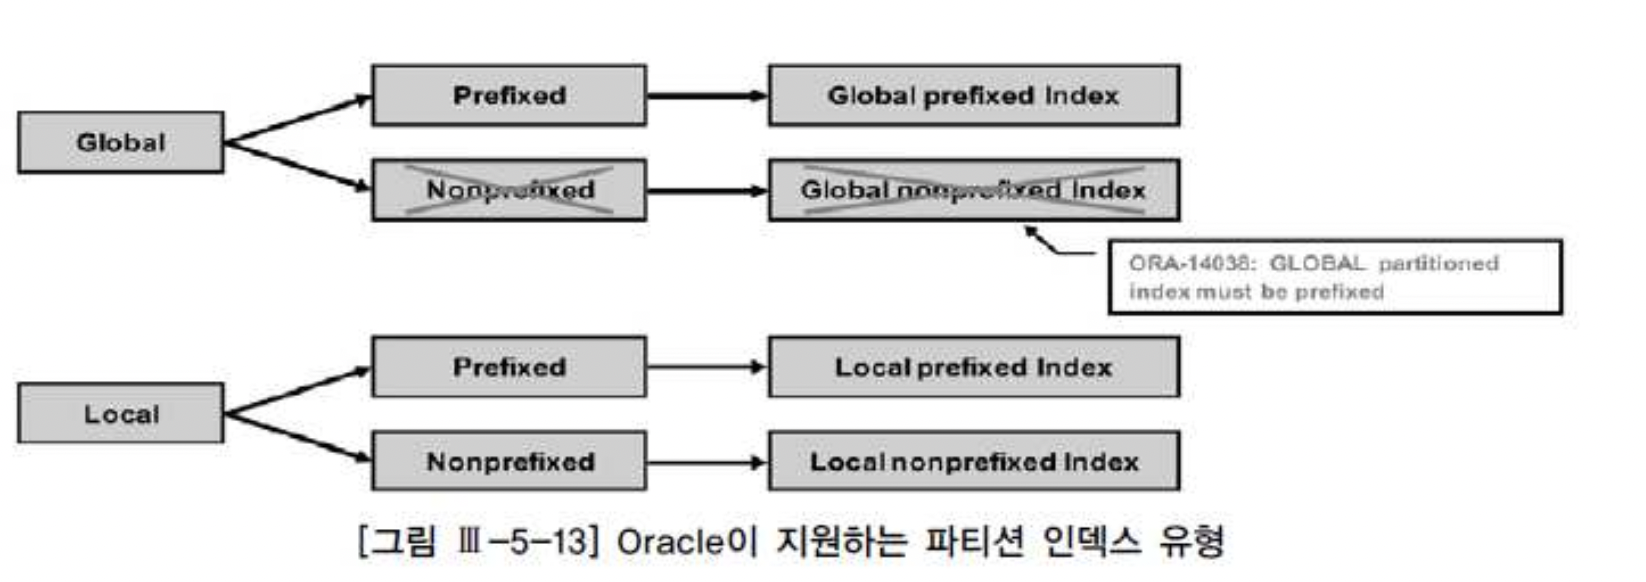 Prefixed
Global prefixed Index
Global
Nonprefixed
Global nonprefixed Index
ORA-14038: GLOBAL partitioned
index must be prefixed
Prefixed
Local prefixed Index
Local
Nonprefixed
Local nonprefixed Index
[그림 Ⅲ-5-13] Oracle이 지원하는 파티션 인덱스 유형